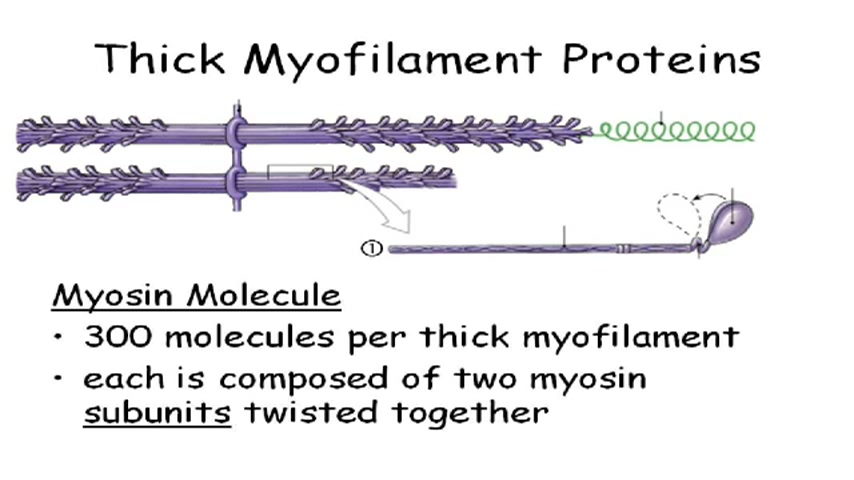 Thick Myofilament Proteins
①
Myosin Molecule
• 300 molecules per thick myofilament
• each is composed of two myosin
subunits twisted together